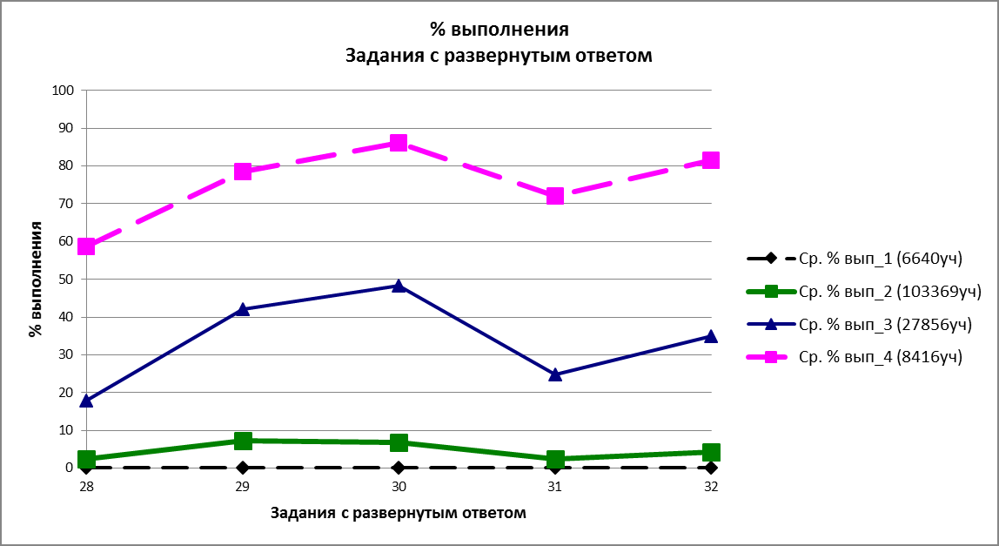 % выполнения
Задания с развернутым ответом
100
90
80
70
60
50
40
30
20
10
0
% выполнения
28 29 30 31 32
Задания с развернутым ответом
Ср. % вып_1 (6640уч)
Ср. % вып_2 (103369уч)
Ср. % вып_3 (27856уч)
Ср. % вып_4 (8416уч)